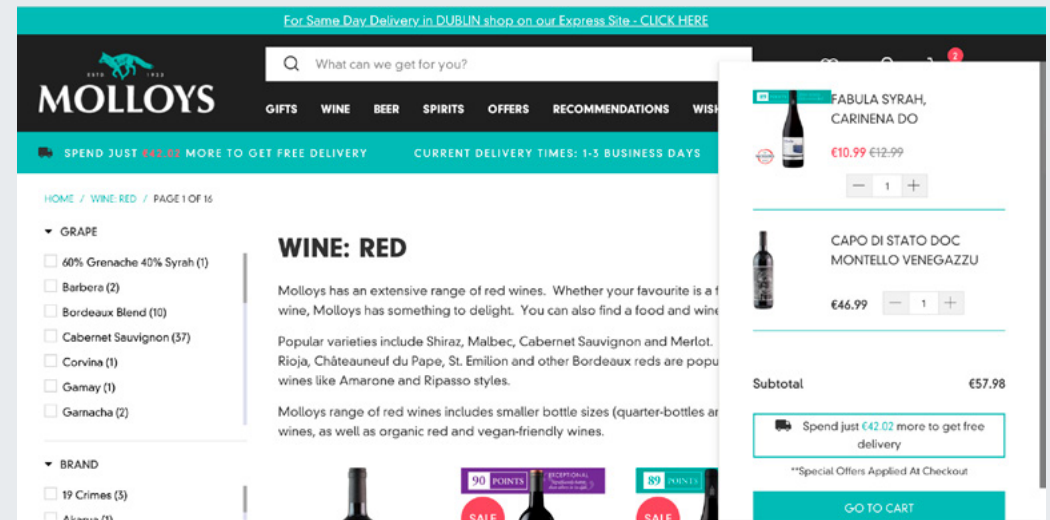 For Same Day Delivery in DUBLIN shop on our Express Site - CLICK HERE
ESTD 1933
MOLLOYS
What can we get for you?
2
GIFTS WINE BEER SPIRITS OFFERS RECOMMENDATIONS WISH
SPEND JUST €42.02 MORE TO GET FREE DELIVERY
CURRENT DELIVERY TIMES: 1-3 BUSINESS DAYS
HOME / WINE: RED / PAGE 1 OF 16
GRAPE
60% Grenache 40% Syrah (1)
Barbera (2)
Bordeaux Blend (10)
Cabernet Sauvignon (37)
Corvina (1)
Gamay (1)
Garnacha (2)
BRAND
19 Crimes (3)
WINE: RED
Molloys has an extensive range of red wines. Whether your favourite is a
wine, Molloys has something to delight. You can also find a food and wine
Popular varieties include Shiraz, Malbec, Cabernet Sauvignon and Merlot.
Rioja, Châteauneuf du Pape, St. Emilion and other Bordeaux reds are popu
wines like Amarone and Ripasso styles.
Molloys range of red wines includes smaller bottle sizes (quarter-bottles
wines, as well as organic red and vegan-friendly wines.
90 POINTS EXCEPTIONAL
SALE
89 POINTS
SALE
FABULA SYRAH,
CARINENA DO
€10.99 €12.99
— 1 +
CAPO DI STATO DOC
MONTELLO VENEGAZZU
€46.99 — 1 +
Subtotal €57.98
Spend just €42.02 more to get free
delivery
**Special Offers Applied At Checkout
GO TO CART